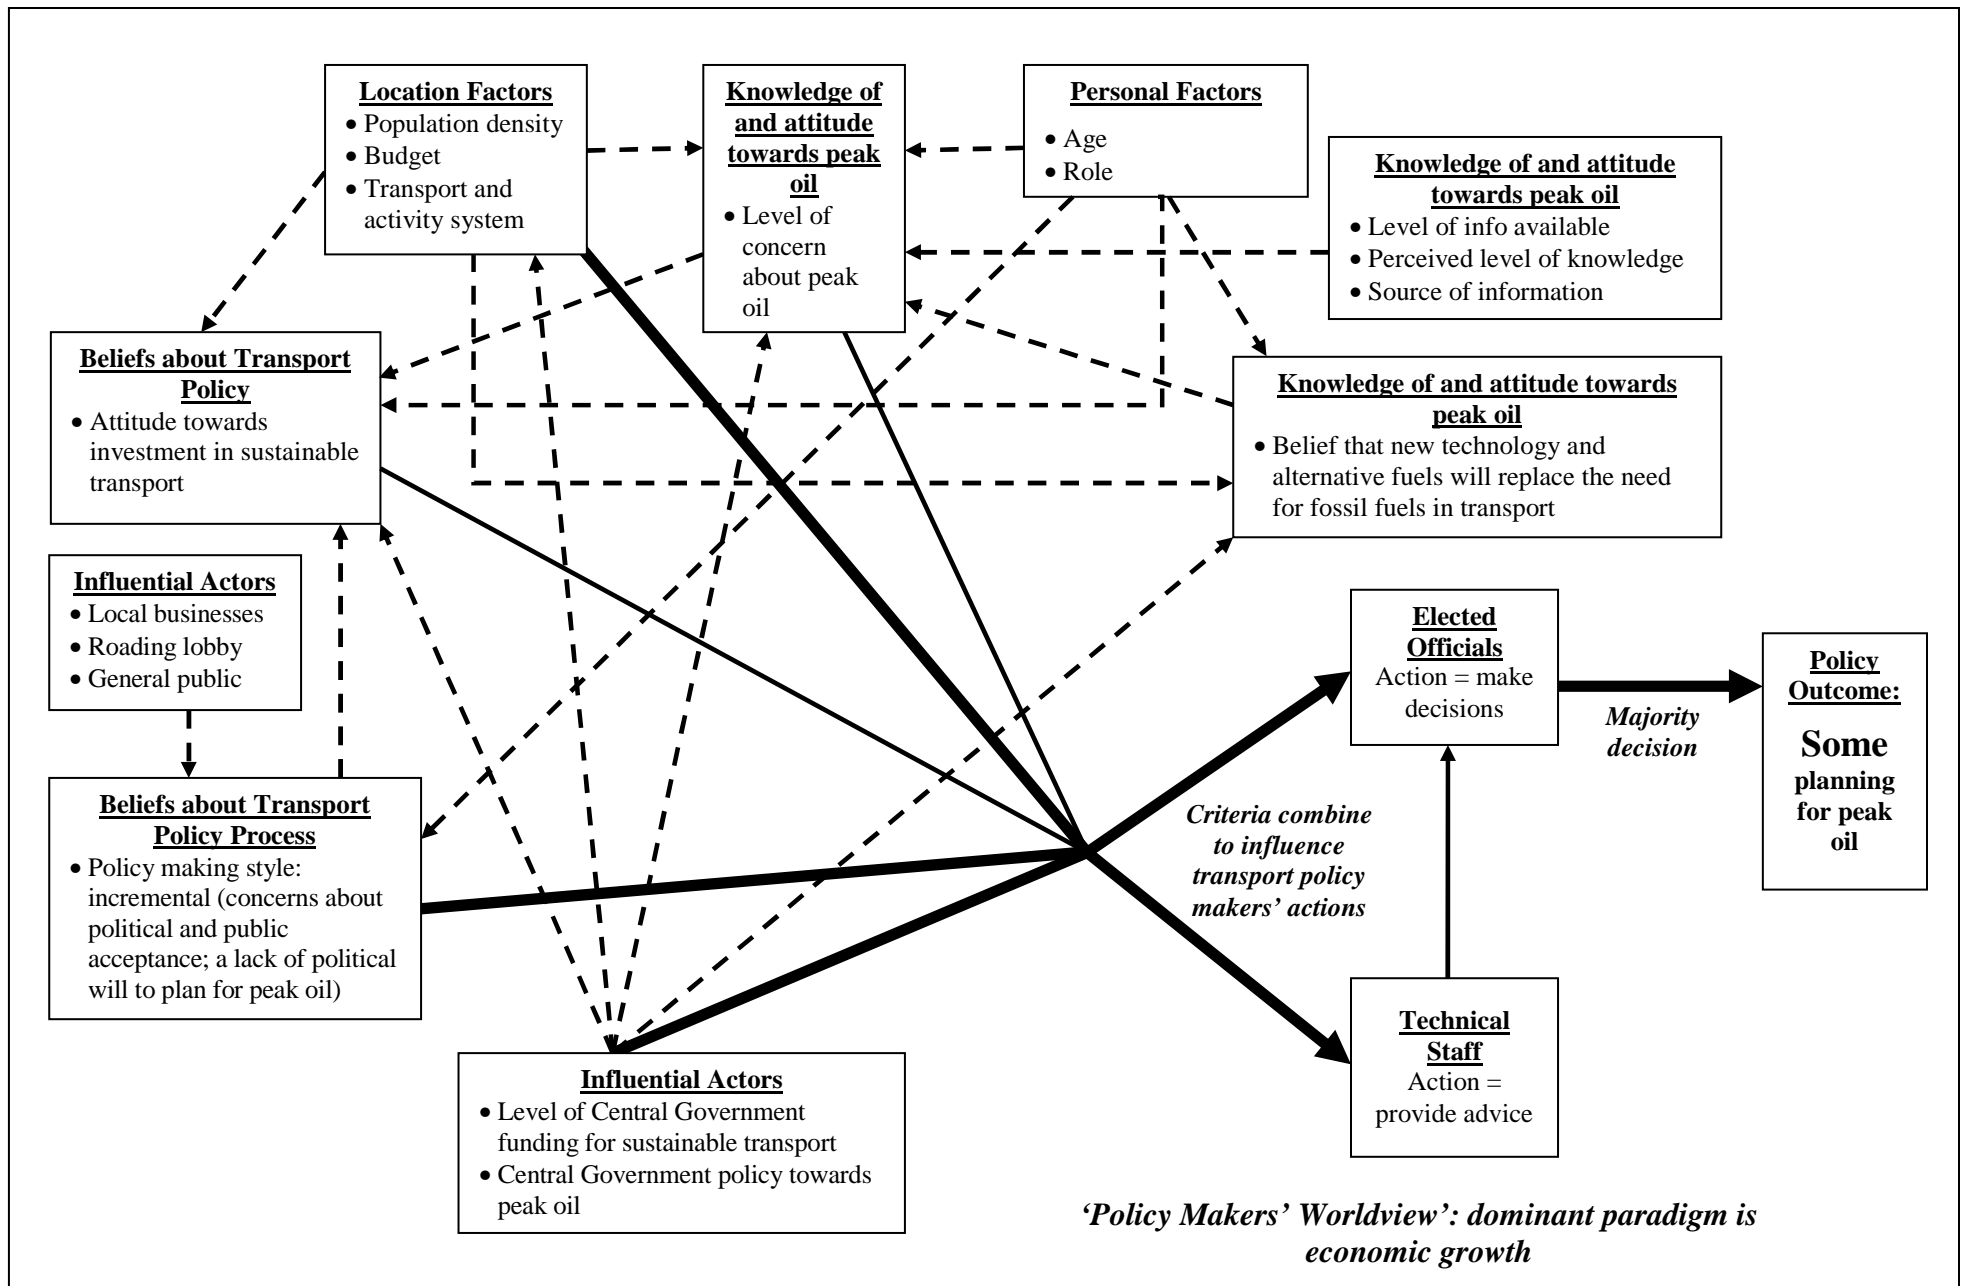 Location Factors
• Population density
• Budget
• Transport and
activity system
Knowledge of
and attitude
towards peak
oil
• Level of
concern
about peak
oil
Personal Factors
• Age
• Role
Knowledge of and attitude
towards peak oil
• Level of info available
• Perceived level of knowledge
• Source of information
Beliefs about Transport
Policy
• Attitude towards
investment in sustainable
transport
Knowledge of and attitude towards
peak oil
• Belief that new technology and
alternative fuels will replace the need
for fossil fuels in transport
Influential Actors
• Local businesses
• Roading lobby
• General public
Elected
Officials
Action = make
decisions
Majority
decision
Policy
Outcome:
Some
planning
for peak
oil
Beliefs about Transport
Policy Process
• Policy making style:
incremental (concerns about
political and public
acceptance; a lack of political
will to plan for peak oil)
Criteria combine
to influence
transport policy
makers’ actions
Technical
Staff
Action =
provide advice
Influential Actors
• Level of Central Government
funding for sustainable transport
• Central Government policy towards
peak oil
‘Policy Makers’ Worldview’: dominant paradigm is
economic growth